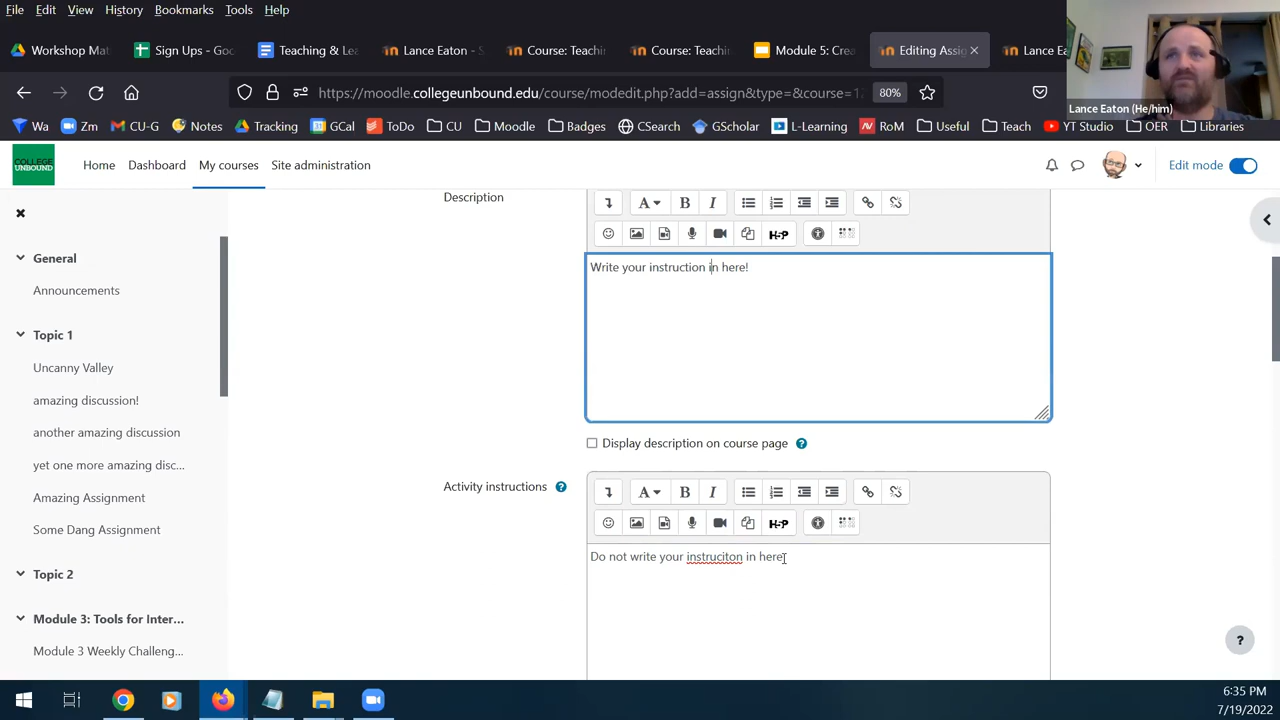 File Edit View History Bookmarks Tools Help
Workshop Mat Sign Ups - Goo Teaching & Lea Lance Eaton - S Course: Teachin Course: Teachin Module 5: Crea Editing Assig Lance Ea
https://moodle.collegeunbound.edu/course/modedit.php?add=assign&type=&course=1 80%
Lance Eaton (He/him)
Wa Zm CU-G Notes Tracking GCal ToDo CU Moodle Badges CSearch GScholar L-Learning RoM Useful Teach YT Studio OER Libraries
COLLEGE UNBOUND Home Dashboard My courses Site administration Edit mode
Description
A B I
H5P
General
Announcements
Write your instruction in here!
Topic 1
Uncanny Valley
amazing discussion!
another amazing discussion
Display description on course page ?
yet one more amazing disc...
Activity instructions ? A B I
Amazing Assignment
H5P
Some Dang Assignment
Do not write your instruciton in here
Topic 2
Module 3: Tools for Inter...
Module 3 Weekly Challeng...
?
6:35 PM
7/19/2022